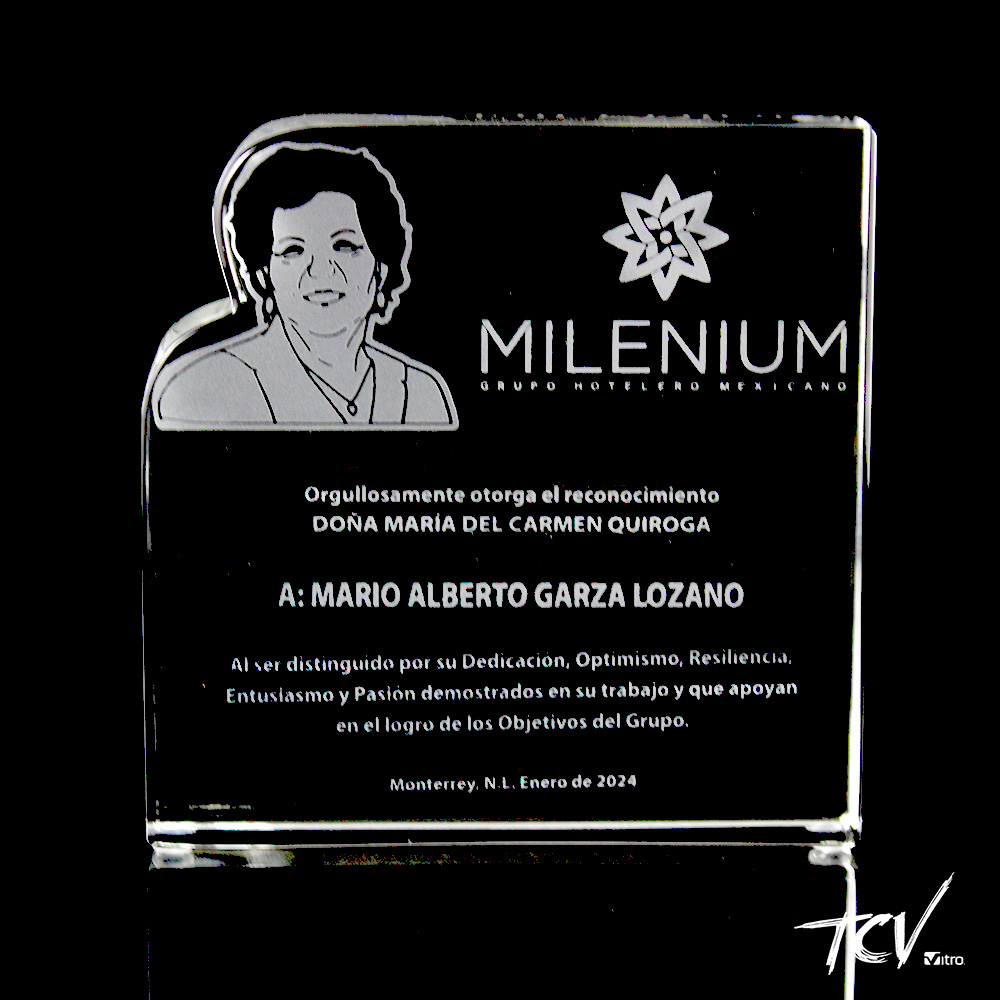 MILENIUM
GRUPO HOTELERO MEXICANO
Orgullosamente otorga el reconocimiento
DOÑA MARÍA DEL CARMEN QUIROGA
A: MARIO ALBERTO GARZA LOZANO
Al ser distinguido por su Dedicación, Optimismo, Resiliencia,
Entusiasmo y Pasión demostrados en su trabajo y que apoyan
en el logro de los Objetivos del Grupo.
Monterrey, N.L. Enero de 2024
TCV
Vitro